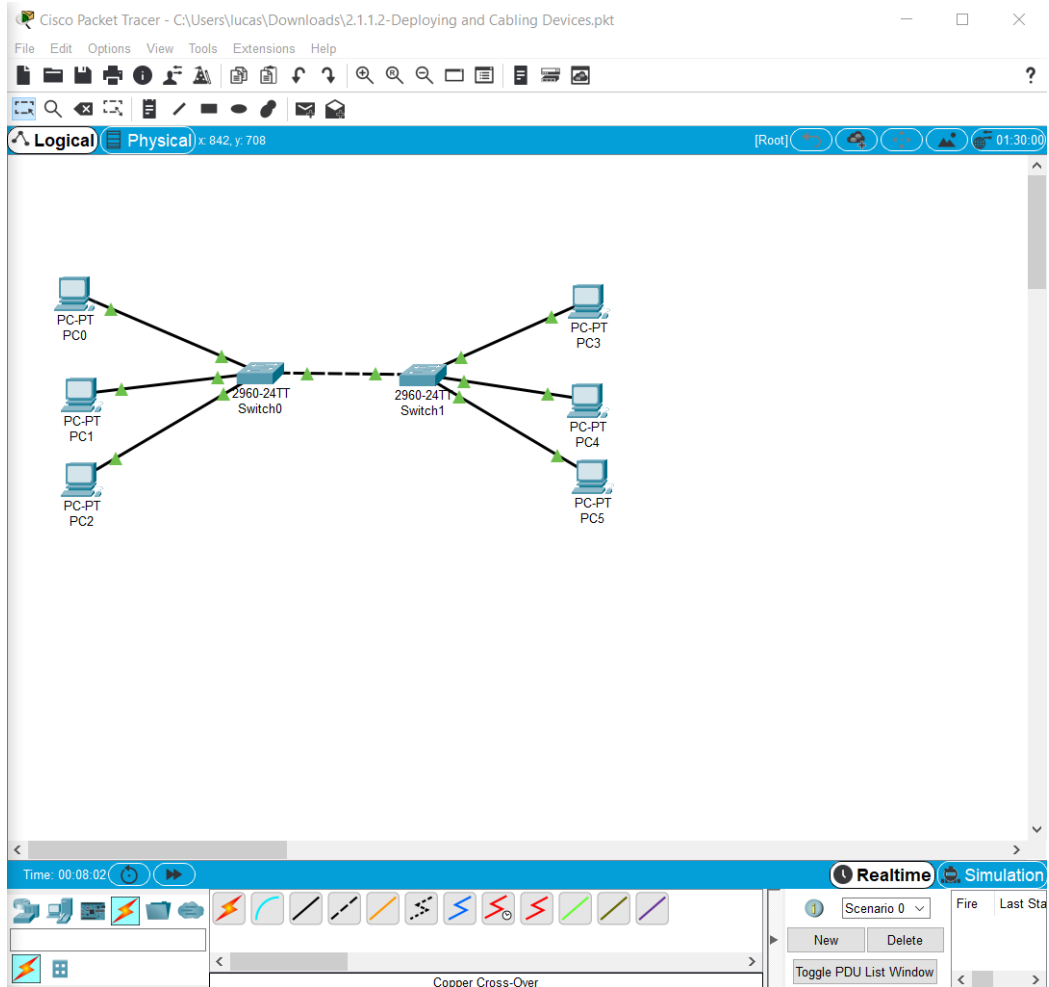 Cisco Packet Tracer - C:\Users\lucas\Downloads\2.1.1.2-Deploying and Cabling Devices.pkt
File Edit Options View Tools Extensions Help
?
Logical Physical x: 842, y: 708 [Root] 01:30:00
PC-PT
PC0
PC-PT
PC3
2960-24TT
Switch0
2960-24TT
Switch1
PC-PT
PC1
PC-PT
PC4
PC-PT
PC2
PC-PT
PC5
Time: 00:08:02 Realtime Simulation
Scenario 0 Fire Last Sta
New Delete
Toggle PDU List Window
Copper Cross-Over